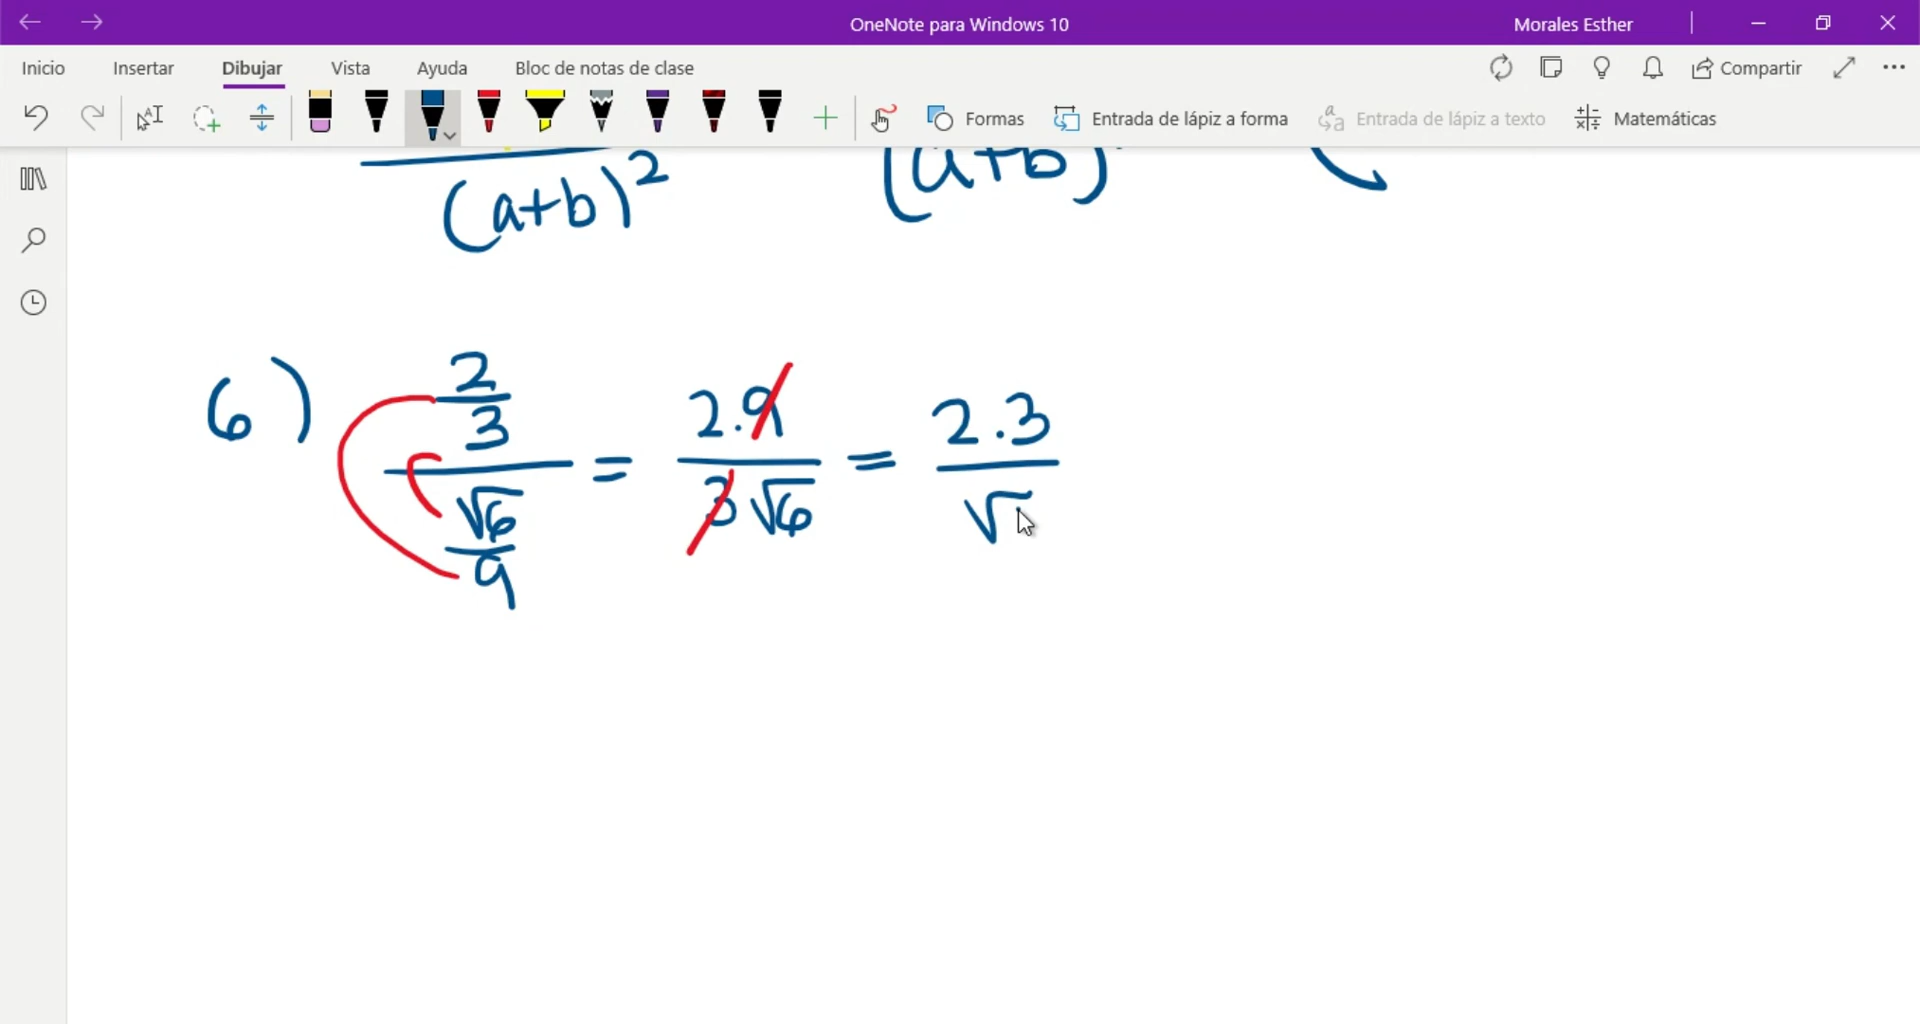 OneNote para Windows 10
Morales Esther
Inicio Insertar Dibujar Vista Ayuda Bloc de notas de clase
Compartir
Formas Entrada de lápiz a forma Entrada de lápiz a texto Matemáticas
(a+b)² (a+b)
6) (2/3)/(√6/9) = 2.9/3√6 = 2.3/√